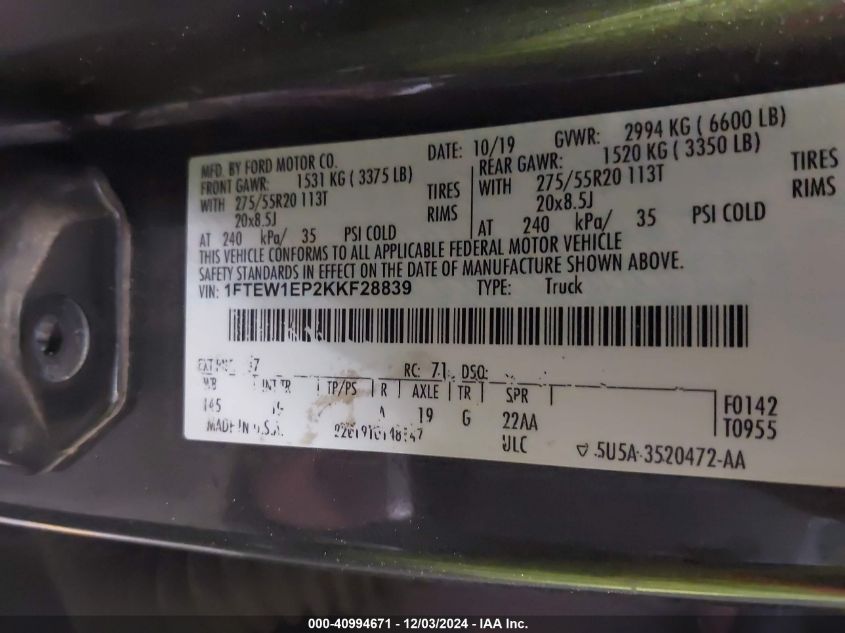 MFD. BY FORD MOTOR CO.
DATE: 10/19 GVWR: 2994 KG ( 6600 LB)
FRONT GAWR: 1531 KG ( 3375 LB)
REAR GAWR: 1520 KG ( 3350 LB)
WITH 275/55R20 113T TIRES
WITH 275/55R20 113T TIRES
20x8.5J RIMS
20x8.5J RIMS
AT 240 kPa/ 35 PSI COLD
AT 240 kPa/ 35 PSI COLD
THIS VEHICLE CONFORMS TO ALL APPLICABLE FEDERAL MOTOR VEHICLE
SAFETY STANDARDS IN EFFECT ON THE DATE OF MANUFACTURE SHOWN ABOVE.
VIN: 1FTEW1EP2KKF28839 TYPE: Truck
RC: 71 DSO:
WB INT TR TP/PS R AXLE TR SPR
145 19 G 22AA
F0142
MADE IN U.S.A.
ULC 5U5A-3520472-AA
T0955
000-40994671 - 12/03/2024 - IAA Inc.